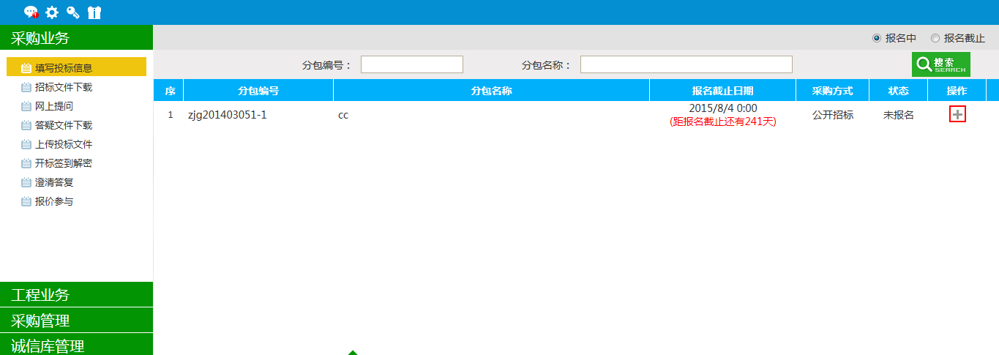 采购业务
报名中 报名截止
填写投标信息
招标文件下载
网上提问
答疑文件下载
上传投标文件
开标签到解密
澄清答复
报价参与
工程业务
采购管理
诚信库管理
分包编号： 分包名称： 搜索 SEARCH
序 分包编号 分包名称 报名截止日期 采购方式 状态 操作
1 zjg201403051-1 cc 2015/8/4 0:00 公开招标 未报名
(距报名截止还有241天)